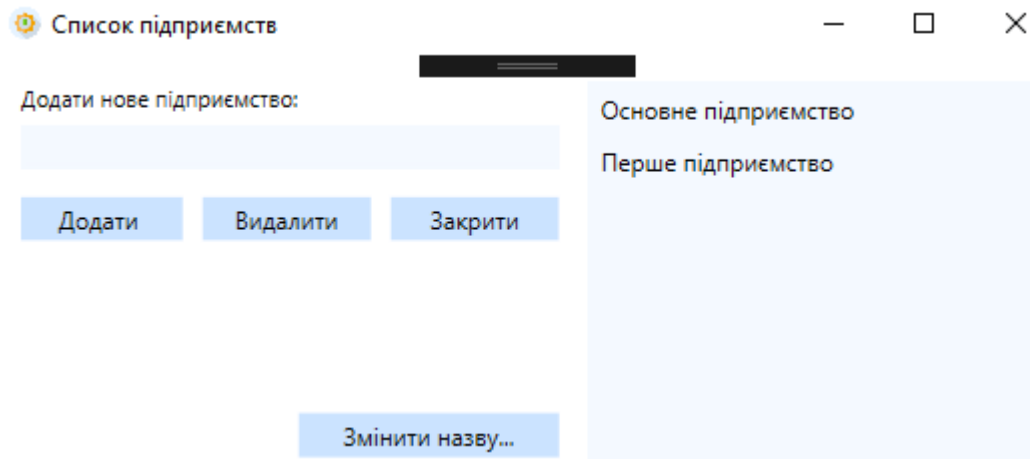 Список підприємств
Додати нове підприємство:
Додати
Видалити
Закрити
Змінити назву...
Основне підприємство
Перше підприємство